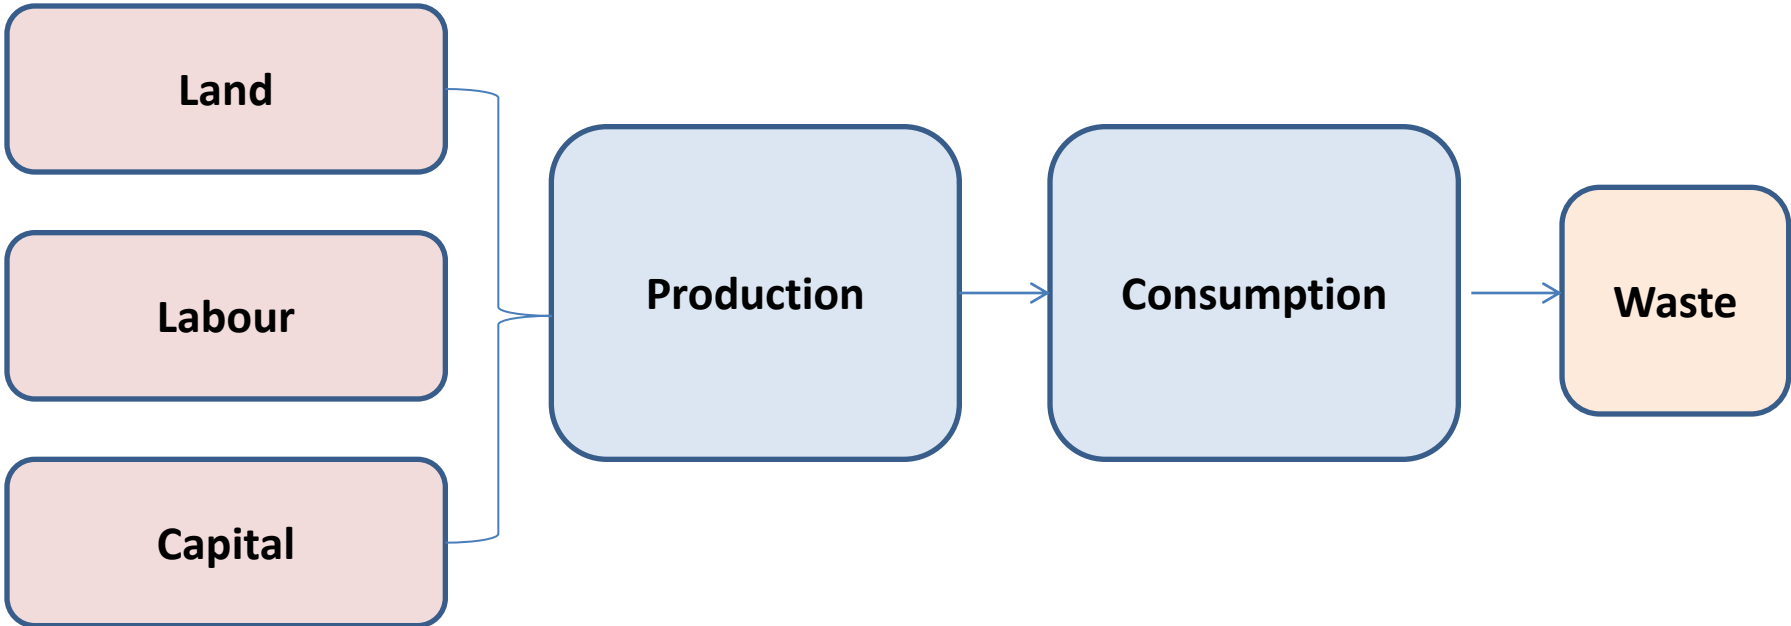 Land
Labour
Capital
Production
Consumption
Waste